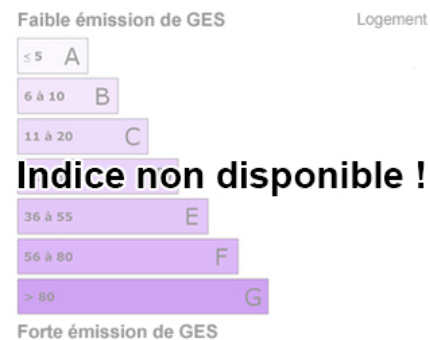 Faible émission de GES Logement
≤ 5 A
6 à 10 B
11 à 20 C
Indice non disponible !
36 à 55 E
56 à 80 F
> 80 G
Forte émission de GES